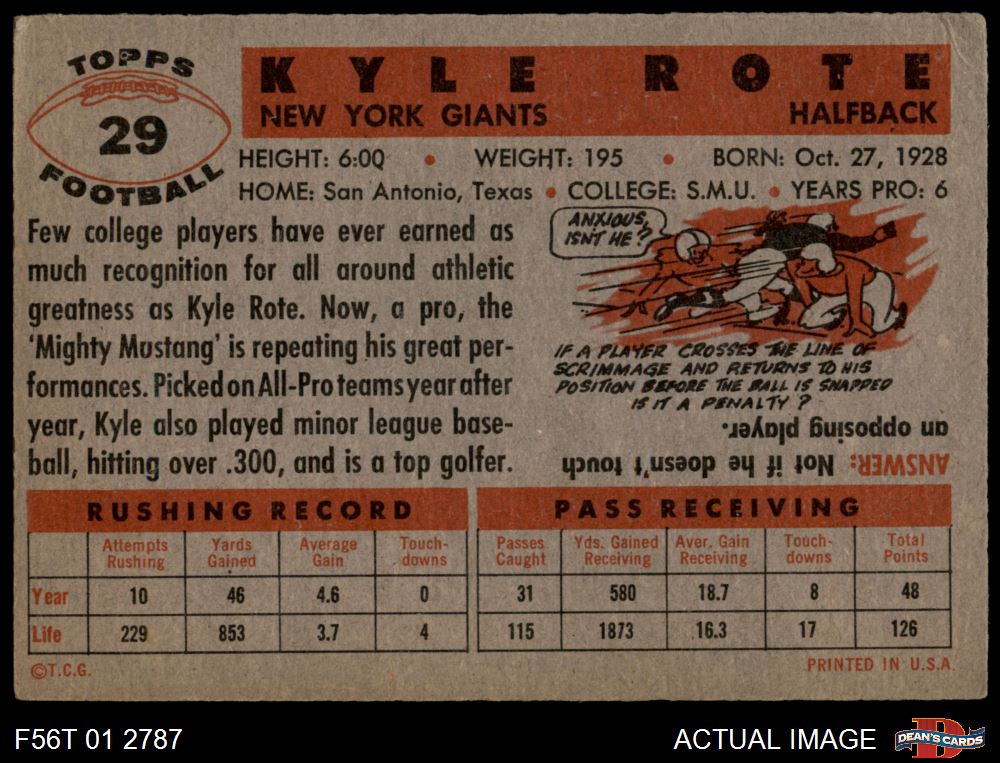 TOPPS
29
FOOTBALL
KYLE ROTE
NEW YORK GIANTS HALFBACK
HEIGHT: 6:0Q • WEIGHT: 195 • BORN: Oct. 27, 1928
HOME: San Antonio, Texas • COLLEGE: S.M.U. • YEARS PRO: 6
Few college players have ever earned as
much recognition for all around athletic
greatness as Kyle Rote. Now, a pro, the
'Mighty Mustang' is repeating his great per-
formances. Picked on All-Pro teams year after
year, Kyle also played minor league base-
ball, hitting over .300, and is a top golfer.
ANXIOUS,
ISN'T HE?
IF A PLAYER CROSSES THE LINE OF
SCRIMMAGE AND RETURNS TO HIS
POSITION BEFORE THE BALL IS SNAPPED
IS IT A PENALTY?
ANSWER: Not if he doesn't touch
an opposing player.
RUSHING RECORD
Attempts Rushing Yards Gained Average Gain Touch-downs
Year 10 46 4.6 0
Life 229 853 3.7 4
PASS RECEIVING
Passes Caught Yds. Gained Receiving Aver. Gain Receiving Touch-downs Total Points
31 580 18.7 8 48
115 1873 16.3 17 126
©T.C.G. PRINTED IN U.S.A.
F56T 01 2787 ACTUAL IMAGE
D
DEAN'S CARDS